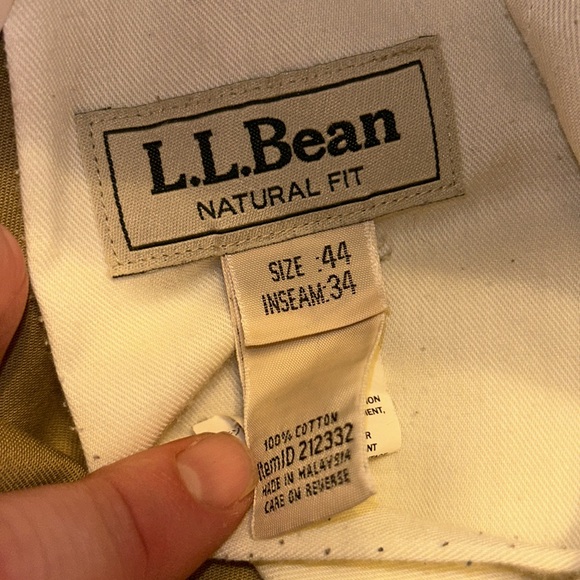 L.L.Bean
NATURAL FIT
SIZE :44
INSEAM:34
100% COTTON
ItemID 212332
MADE IN MALAYSIA
CARE ON REVERSE